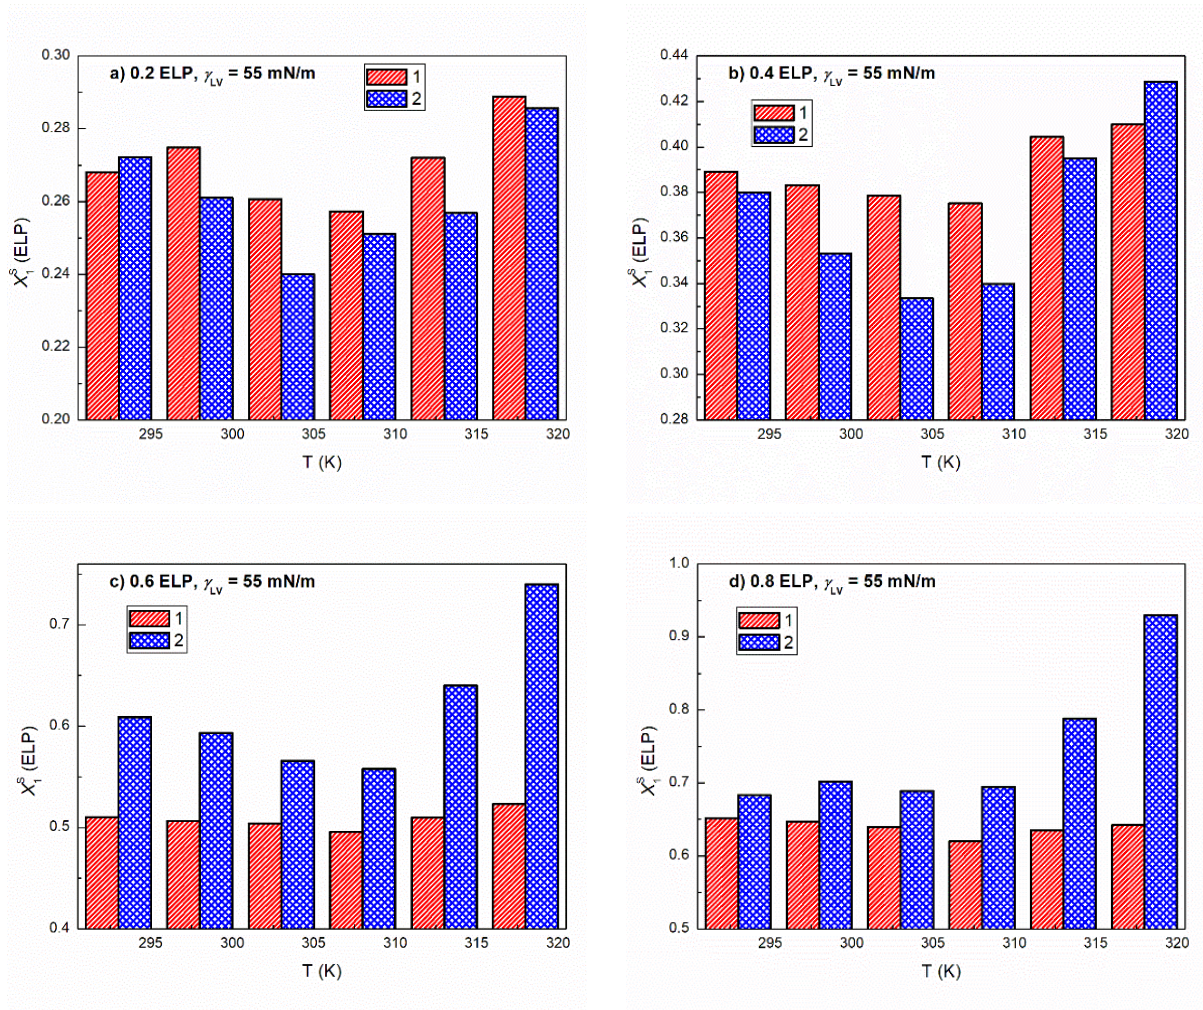 a) 0.2 ELP, γLV = 55 mN/m
1
2
0.30
0.28
0.26
0.24
0.22
0.20
X1S (ELP)
295 300 305 310 315 320
T (K)
b) 0.4 ELP, γLV = 55 mN/m
1
2
0.44
0.42
0.40
0.38
0.36
0.34
0.32
0.30
0.28
X1S (ELP)
295 300 305 310 315 320
T (K)
c) 0.6 ELP, γLV = 55 mN/m
1
2
0.7
0.6
0.5
0.4
X1S (ELP)
295 300 305 310 315 320
T (K)
d) 0.8 ELP, γLV = 55 mN/m
1
2
1.0
0.9
0.8
0.7
0.6
0.5
X1S (ELP)
295 300 305 310 315 320
T (K)